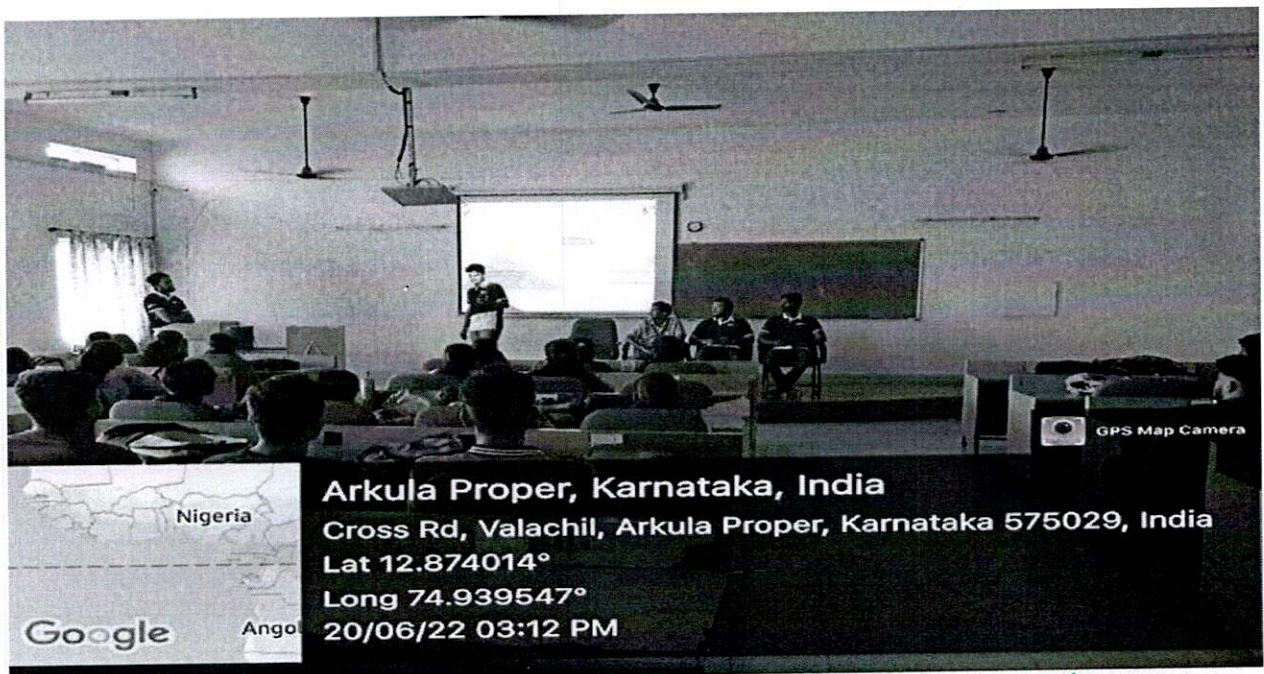 GPS Map Camera
Nigeria
Angol
Google
Arkula Proper, Karnataka, India
Cross Rd, Valachil, Arkula Proper, Karnataka 575029, India
Lat 12.874014°
Long 74.939547°
20/06/22 03:12 PM